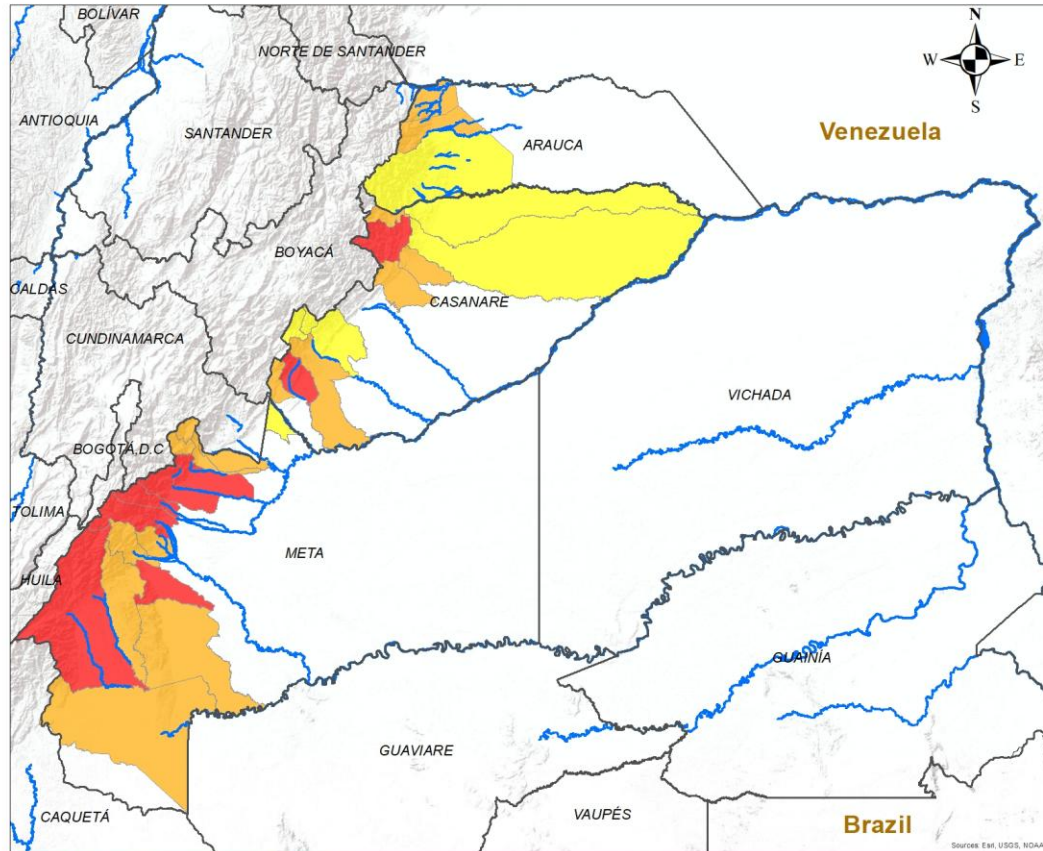 BOLÍVAR
N
NORTE DE SANTANDER
W
E
S
ANTIOQUIA
SANTANDER
Venezuela
ARAUCA
BOYACÁ
CALDAS
CASANARE
CUNDINAMARCA
VICHADA
BOGOTÁ,D.C
TOLIMA
META
HUILA
GUAINÍA
GUAVIARE
CAQUETÁ
VAUPÉS
Brazil
Sources: Esri, USGS, NOAA